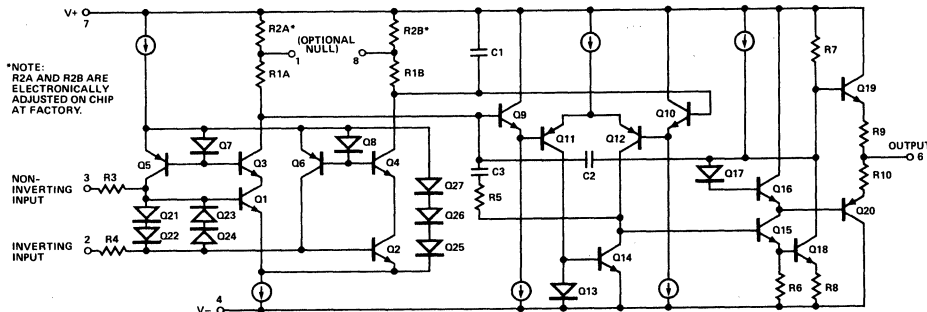 V+
7
R2A*
(OPTIONAL NULL)
1
8
R2B*
C1
R7
*NOTE:
R2A AND R2B ARE
ELECTRONICALLY
ADJUSTED ON CHIP
AT FACTORY.
R1A
R1B
Q19
Q9
Q10
Q11
Q12
R9
OUTPUT
6
Q7
Q8
Q5
Q3
Q6
Q4
C3
C2
Q17
Q16
R10
NON-
INVERTING
INPUT
3
R3
Q27
R5
Q20
Q1
Q21
Q23
Q26
Q15
Q22
Q24
Q18
INVERTING
INPUT
2
R4
Q2
Q25
Q14
Q13
R6
R8
V−
4